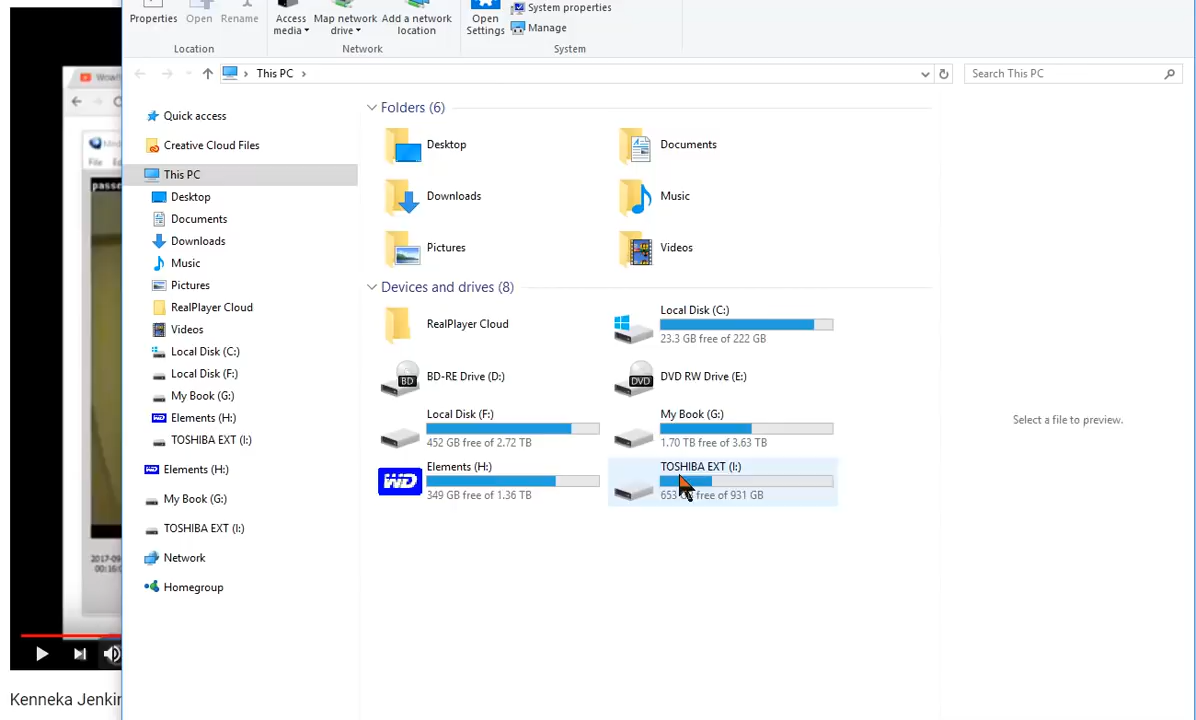 Properties Open Rename
Access media
Map network drive
Add a network location
Open Settings
System properties
Manage
Location Network System
This PC
Search This PC
Quick access
Creative Cloud Files
This PC
Desktop
Documents
Downloads
Music
Pictures
RealPlayer Cloud
Videos
Local Disk (C:)
Local Disk (F:)
My Book (G:)
Elements (H:)
TOSHIBA EXT (I:)
Elements (H:)
My Book (G:)
TOSHIBA EXT (I:)
Network
Homegroup
Folders (6)
Desktop
Documents
Downloads
Music
Pictures
Videos
Devices and drives (8)
RealPlayer Cloud
Local Disk (C:)
23.3 GB free of 222 GB
BD
BD-RE Drive (D:)
DVD
DVD RW Drive (E:)
Local Disk (F:)
452 GB free of 2.72 TB
My Book (G:)
1.70 TB free of 3.63 TB
WD
Elements (H:)
349 GB free of 1.36 TB
TOSHIBA EXT (I:)
653 free of 931 GB
Select a file to preview.
File
Kenneka Jenkin